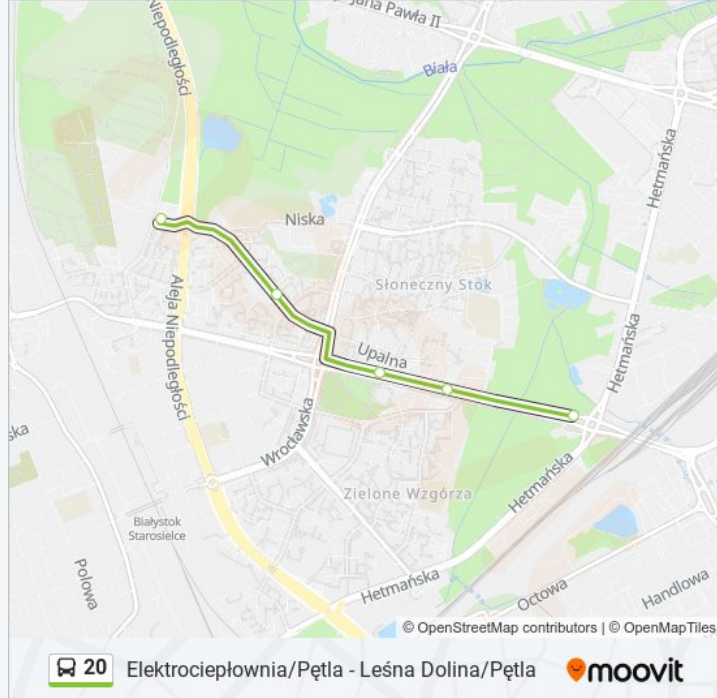 Jana Pawła II
Niepodległości
Biała
Hetmańska
Niska
Słoneczny Stok
Aleja Niepodległości
Upalna
Hetmańska
Wrocławska
Zielone Wzgórza
Hetmańska
Białystok
Starosielce
Polowa
Hetmańska
Octowa
Handlowa
© OpenStreetMap contributors | © OpenMapTiles
20 Elektrociepłownia/Pętla - Leśna Dolina/Pętla moovit